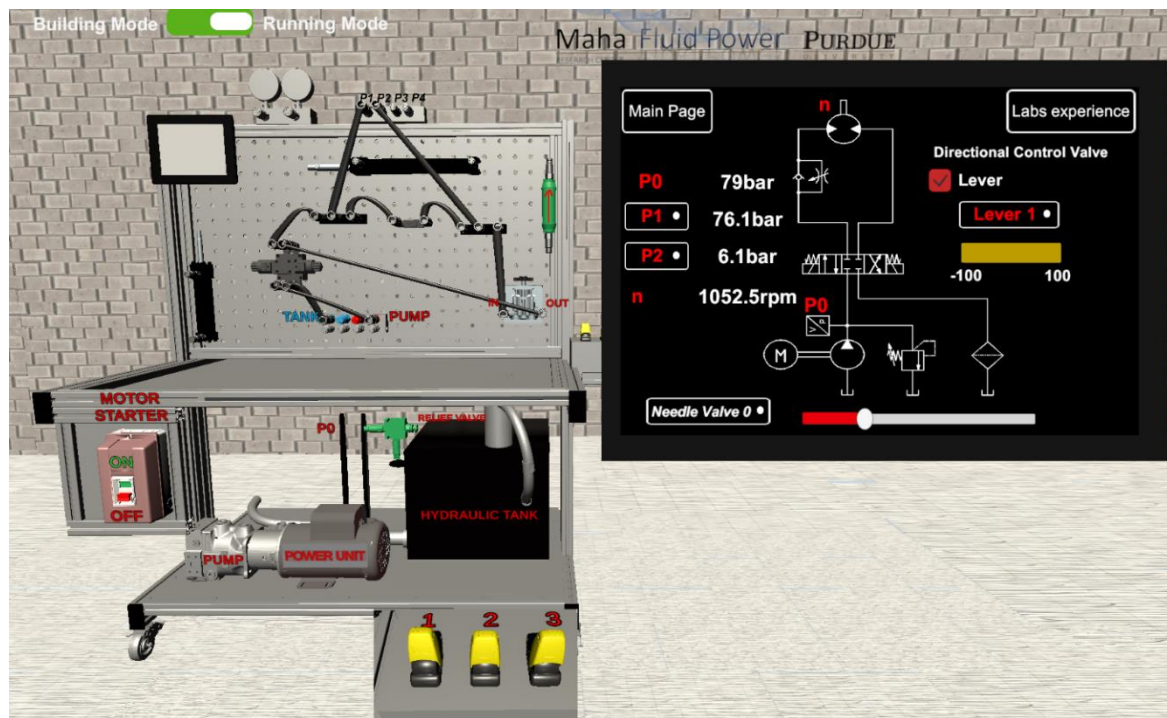 Building Mode
Running Mode
Maha Fluid Power PURDUE
P1 P2 P3 P4
IN
OUT
TANK
PUMP
MOTOR
STARTER
ON
OFF
P0
RELIEF VALVE
HYDRAULIC TANK
PUMP
POWER UNIT
1 2 3
Main Page
n
Labs experience
Directional Control Valve
Lever
P0 79bar
Lever 1
P1 76.1bar
P2 6.1bar
-100 100
n 1052.5rpm
P0
M
Needle Valve 0